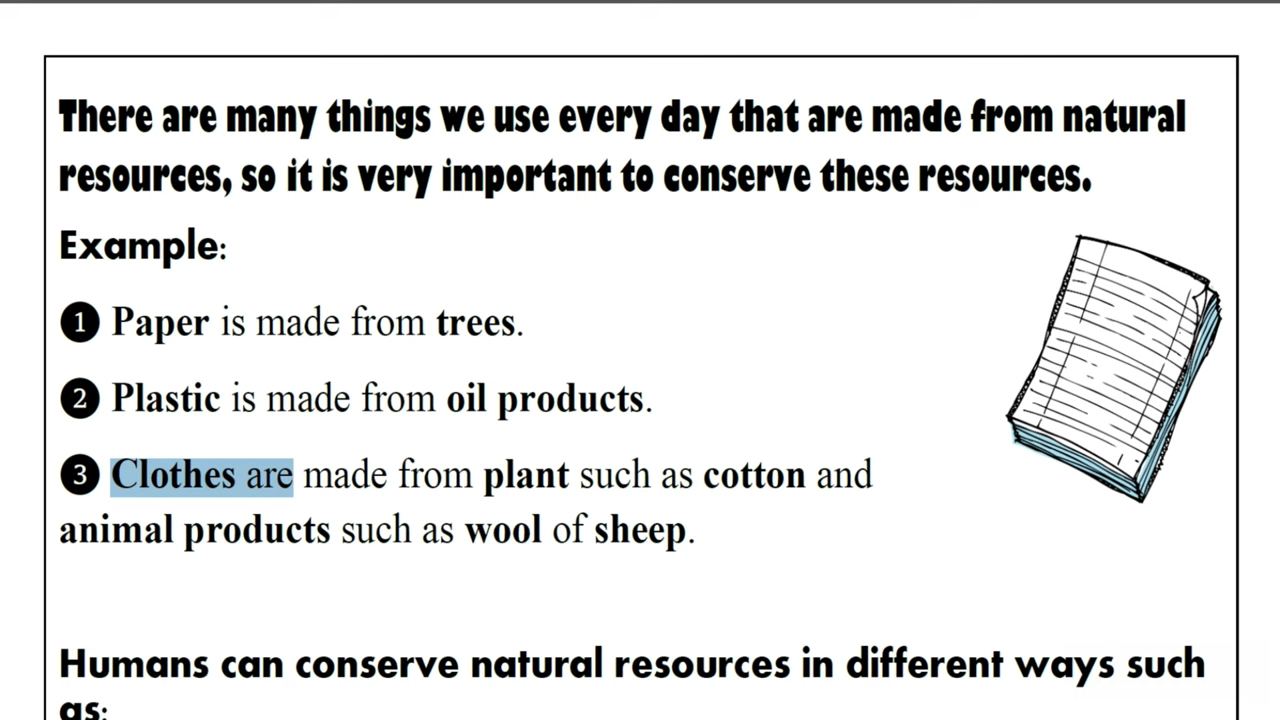 There are many things we use every day that are made from natural
resources, so it is very important to conserve these resources.
Example:
❶ Paper is made from trees.
❷ Plastic is made from oil products.
❸ Clothes are made from plant such as cotton and
animal products such as wool of sheep.
Humans can conserve natural resources in different ways such
as: